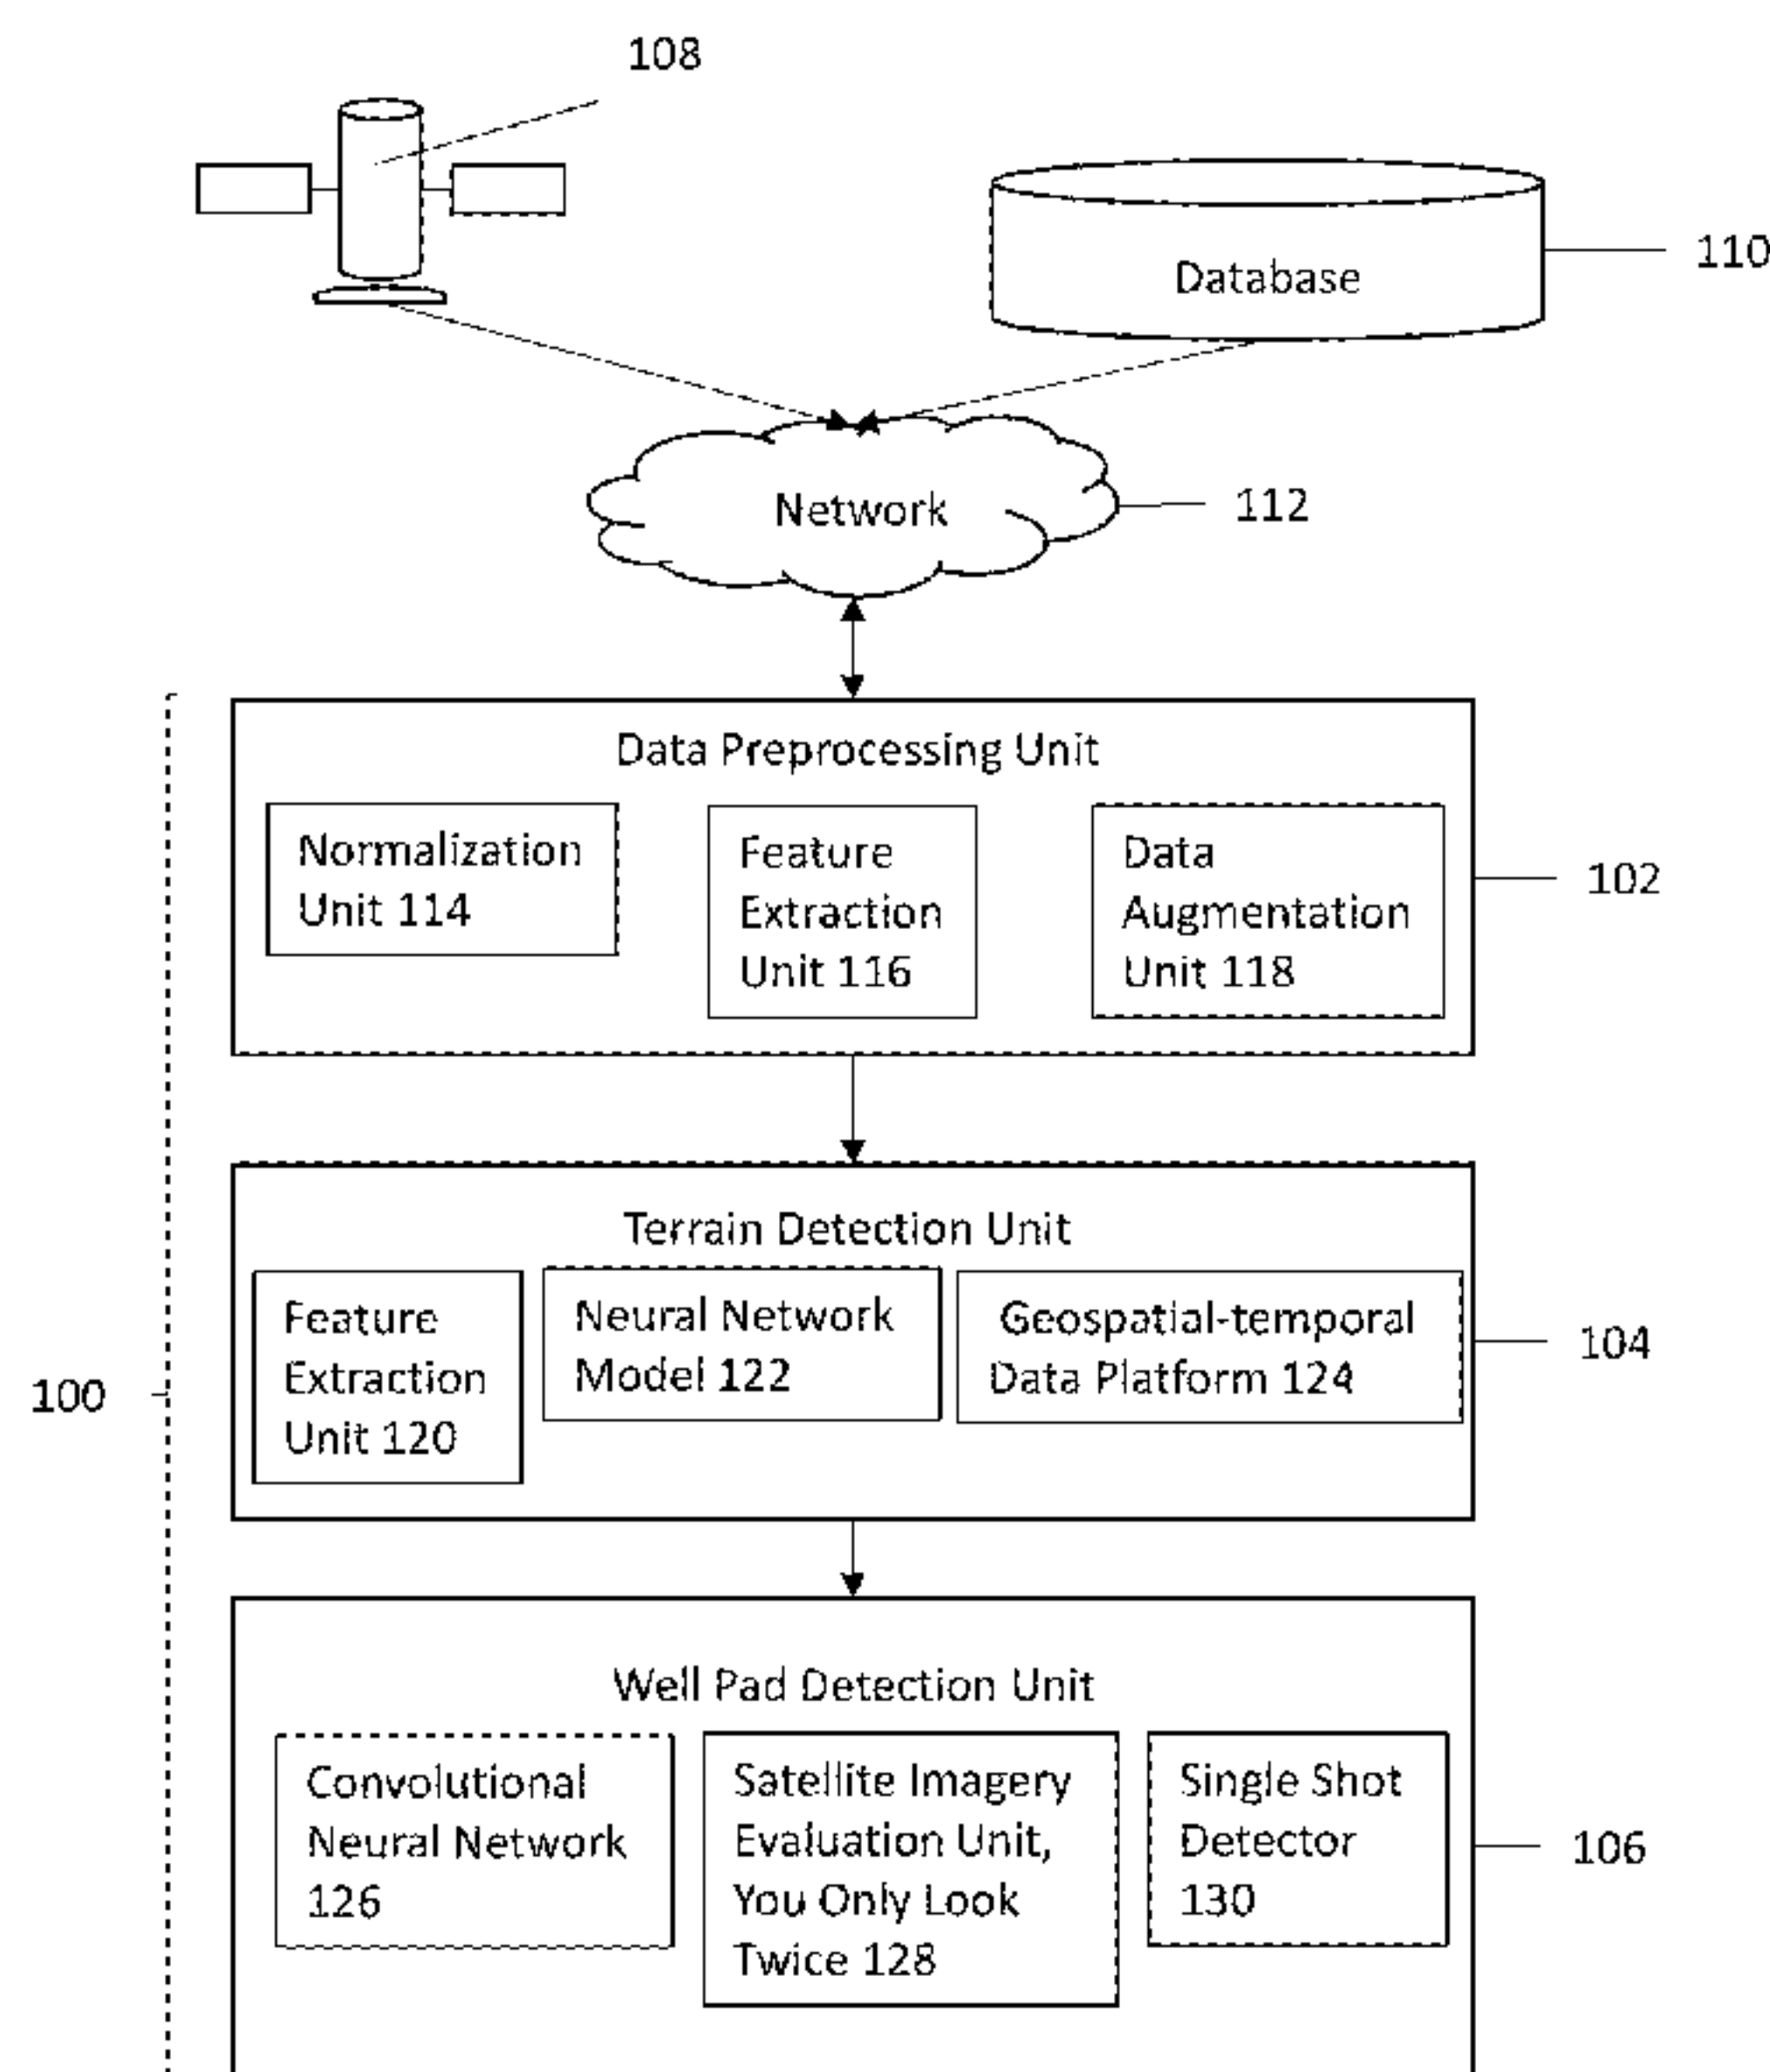 108
Database
110
Network
112
Data Preprocessing Unit
Normalization
Unit 114
Feature
Extraction
Unit 116
Data
Augmentation
Unit 118
102
Terrain Detection Unit
Feature
Extraction
Unit 120
Neural Network
Model 122
Geospatial-temporal
Data Platform 124
104
100
Well Pad Detection Unit
Convolutional
Neural Network
126
Satellite Imagery
Evaluation Unit,
You Only Look
Twice 128
Single Shot
Detector
130
106